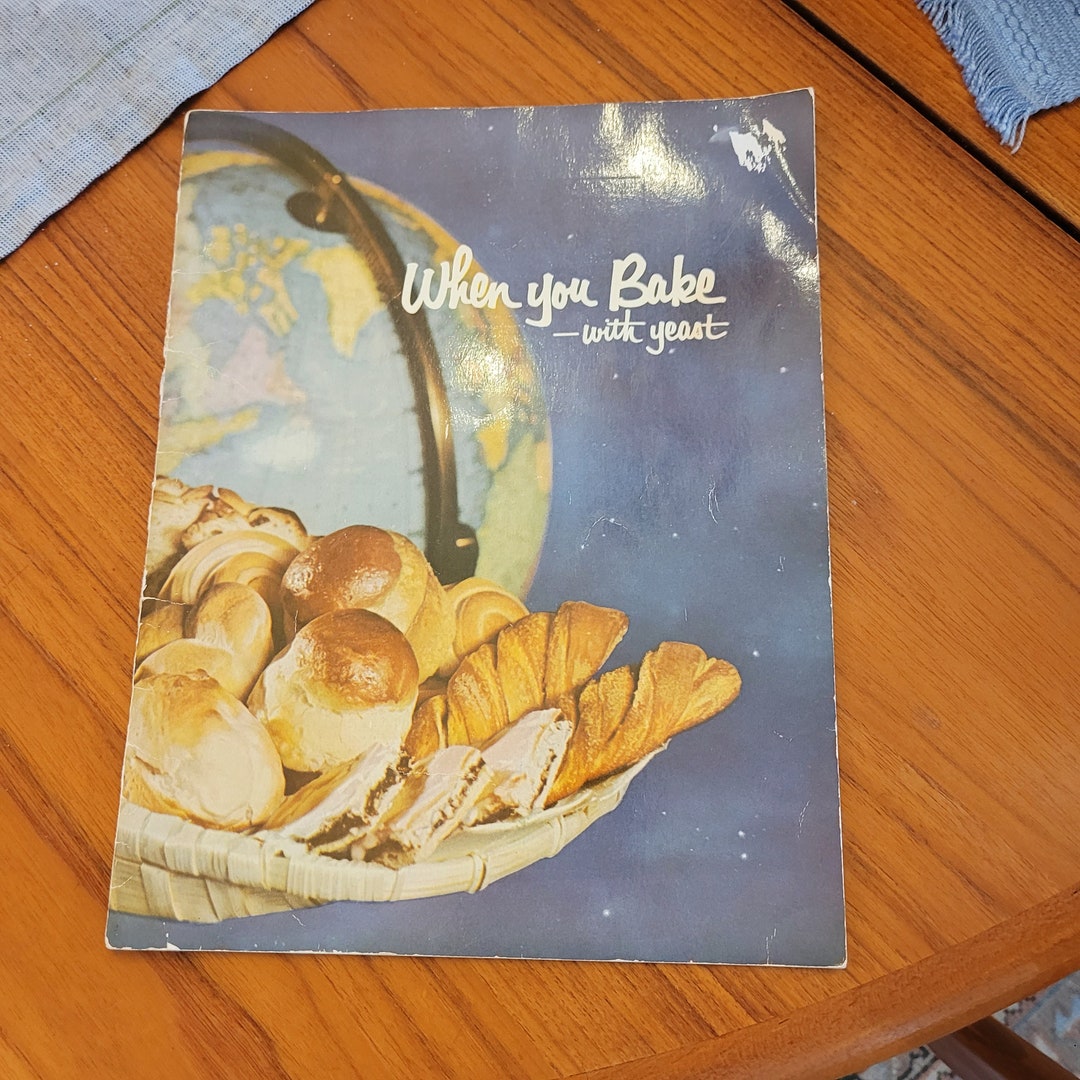 When you Bake
—with yeast